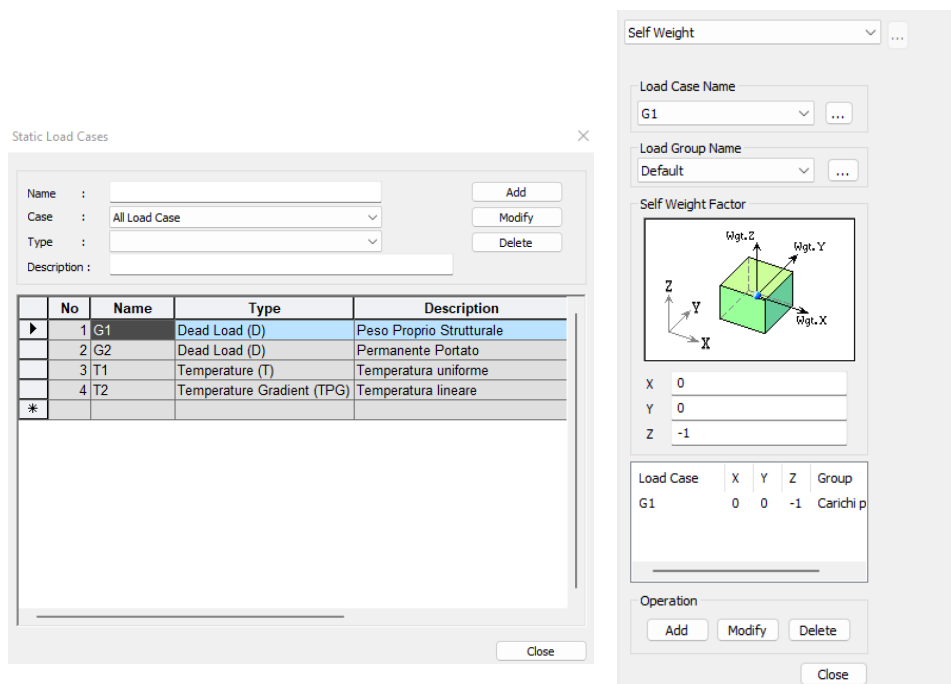 Static Load Cases
Name :
Add
Case : All Load Case
Modify
Type :
Delete
Description :
No Name Type Description
1 G1 Dead Load (D) Peso Proprio Strutturale
2 G2 Dead Load (D) Permanente Portato
3 T1 Temperature (T) Temperatura uniforme
4 T2 Temperature Gradient (TPG) Temperatura lineare
*
Close
Self Weight
...
Load Case Name
G1
...
Load Group Name
Default
...
Self Weight Factor
Wgt.Z
Wgt.Y
Z
Y
Wgt.X
X
X 0
Y 0
Z -1
Load Case X Y Z Group
G1 0 0 -1 Carichi p
Operation
Add Modify Delete
Close